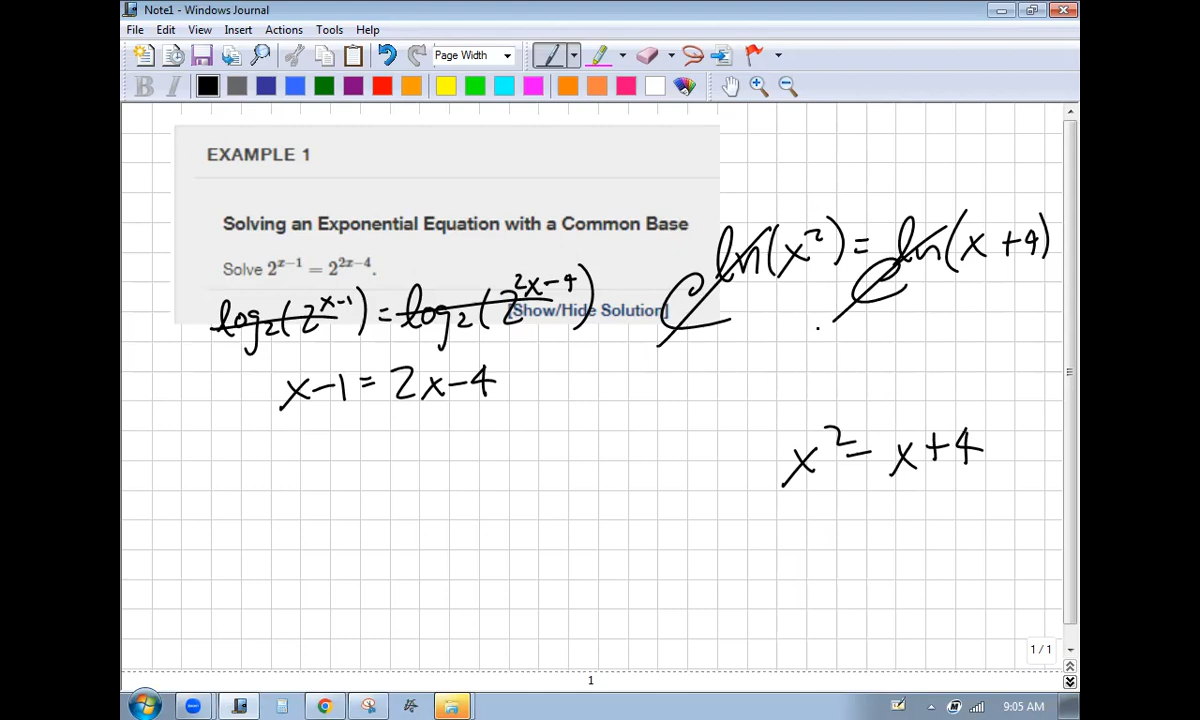 Note1 - Windows Journal
File Edit View Insert Actions Tools Help
Page Width
B I
EXAMPLE 1
Solving an Exponential Equation with a Common Base
Solve 2^{x−1} = 2^{2x−4}.
[Show/Hide Solution]
log₂(2^{x-1}) = log₂(2^{2x-4})
x-1 = 2x-4
e ln(x²) = e ln(x+4)
x² = x+4
1 / 1
1
9:05 AM